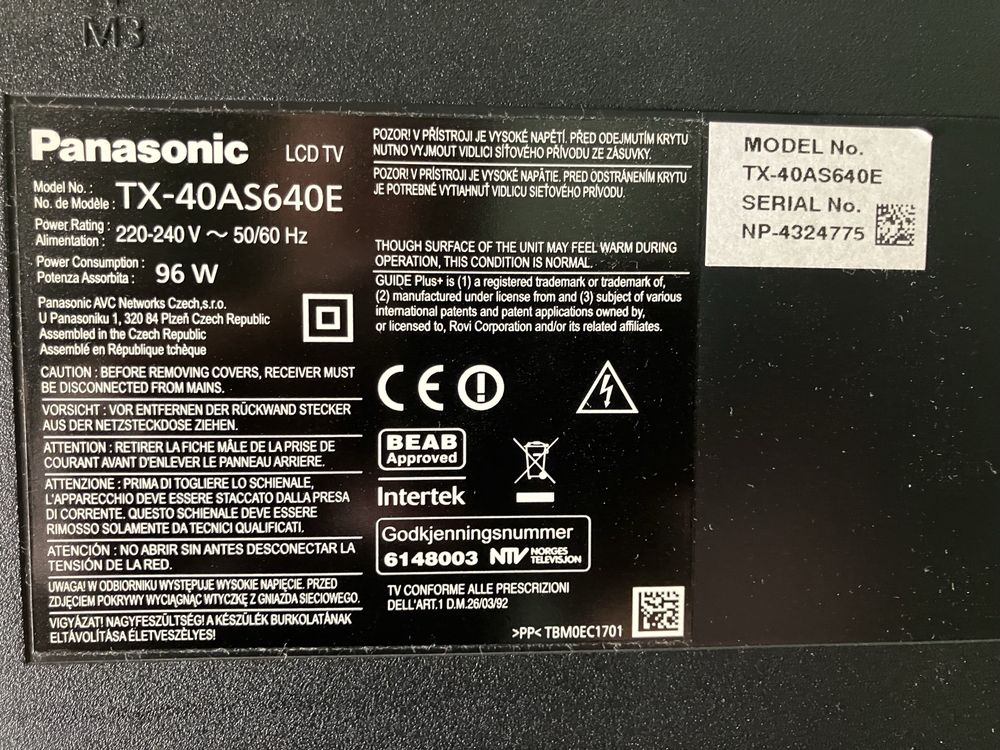 M3
Panasonic LCD TV
Model No. :
No. de Modèle : TX-40AS640E
Power Rating :
Alimentation : 220-240 V ~ 50/60 Hz
Power Consumption :
Potenza Assorbita : 96 W
Panasonic AVC Networks Czech,s.r.o.
U Panasoniku 1, 320 84 Plzeň Czech Republic
Assembled in the Czech Republic
Assemblé en République tchèque
CAUTION : BEFORE REMOVING COVERS, RECEIVER MUST
BE DISCONNECTED FROM MAINS.
VORSICHT : VOR ENTFERNEN DER RÜCKWAND STECKER
AUS DER NETZSTECKDOSE ZIEHEN.
ATTENTION : RETIRER LA FICHE MÂLE DE LA PRISE DE
COURANT AVANT D'ENLEVER LE PANNEAU ARRIERE.
ATTENZIONE : PRIMA DI TOGLIERE LO SCHIENALE,
L'APPARECCHIO DEVE ESSERE STACCATO DALLA PRESA
DI CORRENTE. QUESTO SCHIENALE DEVE ESSERE
RIMOSSO SOLAMENTE DA TECNICI QUALIFICATI.
ATENCIÓN : NO ABRIR SIN ANTES DESCONECTAR LA
TENSIÓN DE LA RED.
UWAGA! W ODBIORNIKU WYSTĘPUJE WYSOKIE NAPIĘCIE. PRZED
ZDJĘCIEM POKRYWY WYCIĄGNĄĆ WTYCZKĘ Z GNIAZDA SIECIOWEGO.
VIGYÁZAT! NAGYFESZÜLTSÉG! A KÉSZÜLÉK BURKOLATÁNAK
ELTÁVOLÍTÁSA ÉLETVESZÉLYES!
POZOR! V PŘÍSTROJI JE VYSOKÉ NAPĚTÍ. PŘED ODEJMUTÍM KRYTU
NUTNO VYJMOUT VIDLICI SÍŤOVÉHO PŘÍVODU ZE ZÁSUVKY.
POZOR! V PRÍSTROJI JE VYSOKÉ NAPÄTIE. PRED ODSTRÁNENÍM KRYTU
JE POTREBNÉ VYTIAHNUŤ VIDLICU SIEŤOVÉHO PRÍVODU.
THOUGH SURFACE OF THE UNIT MAY FEEL WARM DURING
OPERATION, THIS CONDITION IS NORMAL.
GUIDE Plus+ is (1) a registered trademark or trademark of,
(2) manufactured under license from and (3) subject of various
international patents and patent applications owned by,
or licensed to, Rovi Corporation and/or its related affiliates.
CE
BEAB
Approved
Intertek
Godkjenningsnummer
6148003 NTV NORGES
TELEVISJON
TV CONFORME ALLE PRESCRIZIONI
DELL'ART.1 D.M.26/03/92
>PP< TBM0EC1701
MODEL No.
TX-40AS640E
SERIAL No.
NP-4324775